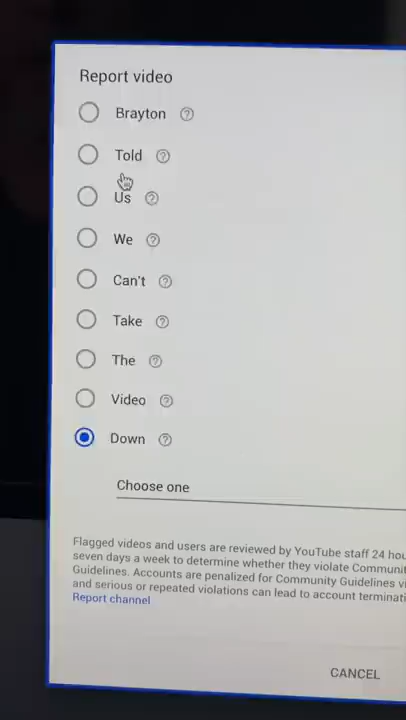 Report video
Brayton
Told
Us
We
Can't
Take
The
Video
Down
Choose one
Flagged videos and users are reviewed by YouTube staff 24 hou
seven days a week to determine whether they violate Communit
Guidelines. Accounts are penalized for Community Guidelines vi
and serious or repeated violations can lead to account terminati
Report channel
CANCEL